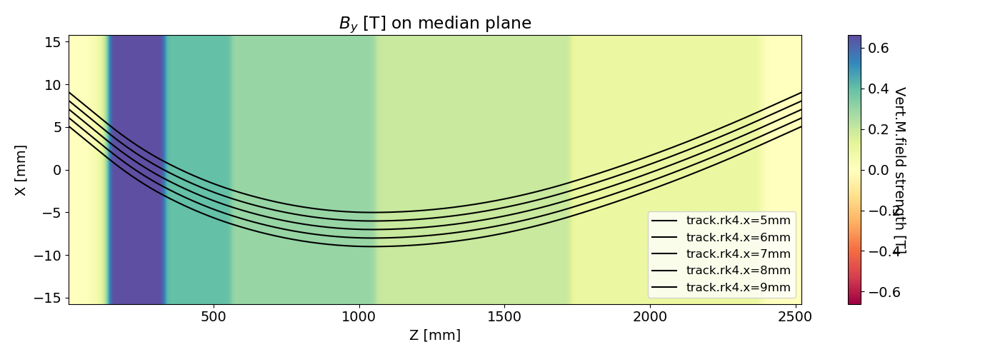 B_y [T] on median plane
15
10
5
0
−5
−10
−15
X [mm]
500
1000
1500
2000
2500
Z [mm]
track.rk4.x=5mm
track.rk4.x=6mm
track.rk4.x=7mm
track.rk4.x=8mm
track.rk4.x=9mm
0.6
0.4
0.2
0.0
−0.2
−0.4
−0.6
Vert.M.field strength [T]